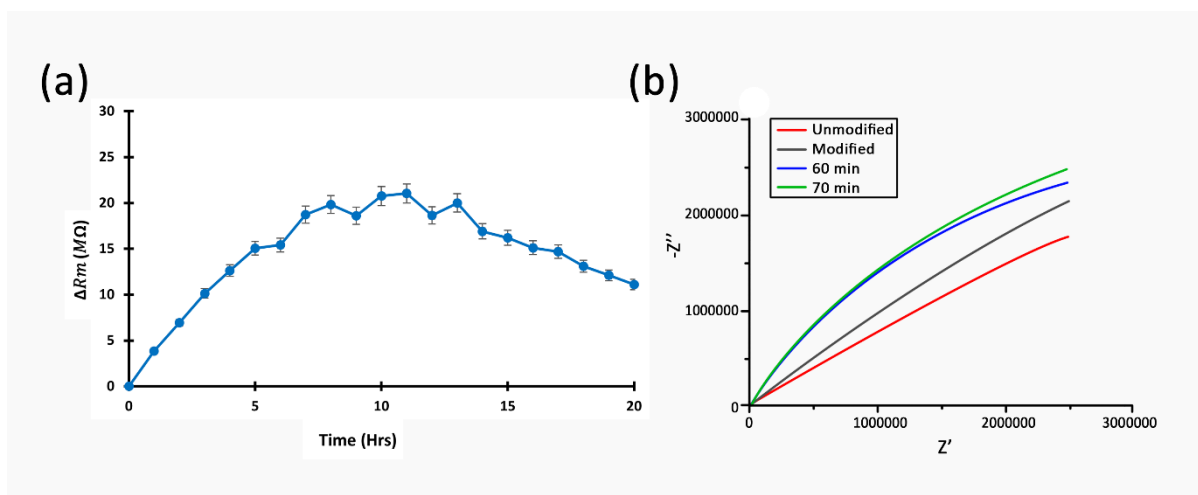 (a)
30
25
20
15
10
5
0
ΔRm (MΩ)
0 5 10 15 20
Time (Hrs)
(b)
3000000
2000000
1000000
0
-Z''
Unmodified
Modified
60 min
70 min
0 1000000 2000000 3000000
Z'